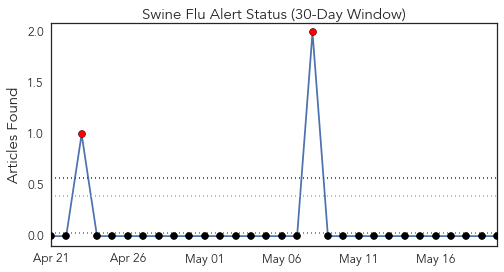 Swine Flu Alert Status (30-Day Window)
Articles Found
2.0
1.5
1.0
0.5
0.0
Apr 21
Apr 26
May 01
May 06
May 11
May 16